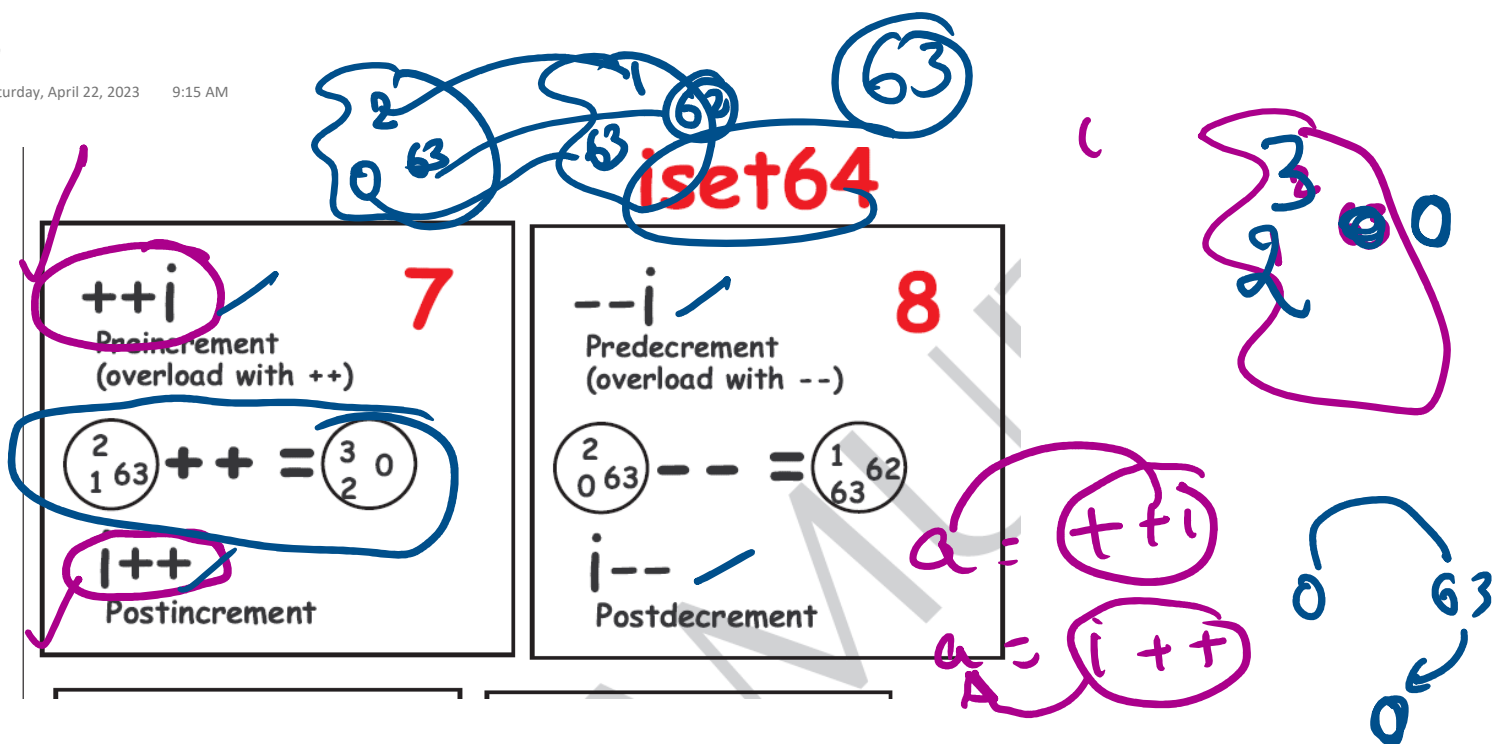 turday, April 22, 2023 9:15 AM
2 1 62 63
0 63 63
iset64
++i 7
Preincrement
(overload with ++)
2 1 63 ++ = 3 0 2
i++
Postincrement
--i 8
Predecrement
(overload with --)
2 0 63 -- = 1 62 63
i--
Postdecrement
3
2 0
a = ++i
a = i++
0 63
0